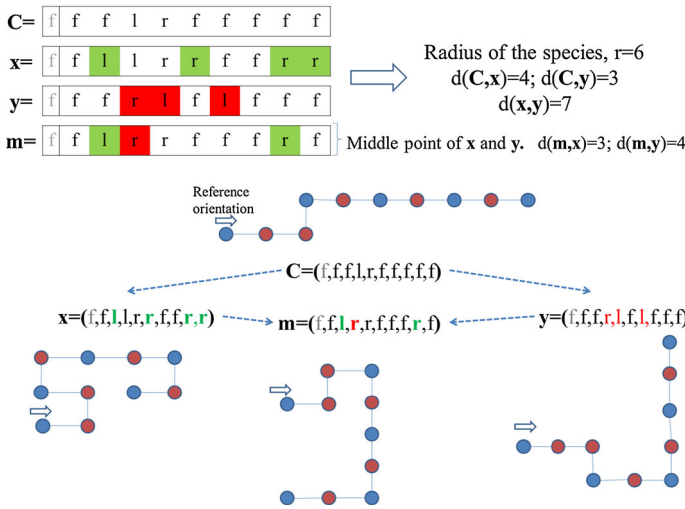 C= f f f l r f f f f f
x= f f l l r r f f r r
y= f f f r l f l f f f
m= f f l r r f f f r f
Radius of the species, r=6
d(C,x)=4; d(C,y)=3
d(x,y)=7
Middle point of x and y. d(m,x)=3; d(m,y)=4
Reference
orientation
C=(f,f,f,l,r,f,f,f,f,f)
x=(f,f,l,l,r,r,f,f,r,r)
m=(f,f,l,r,r,f,f,f,r,f)
y=(f,f,f,r,l,f,l,f,f,f)